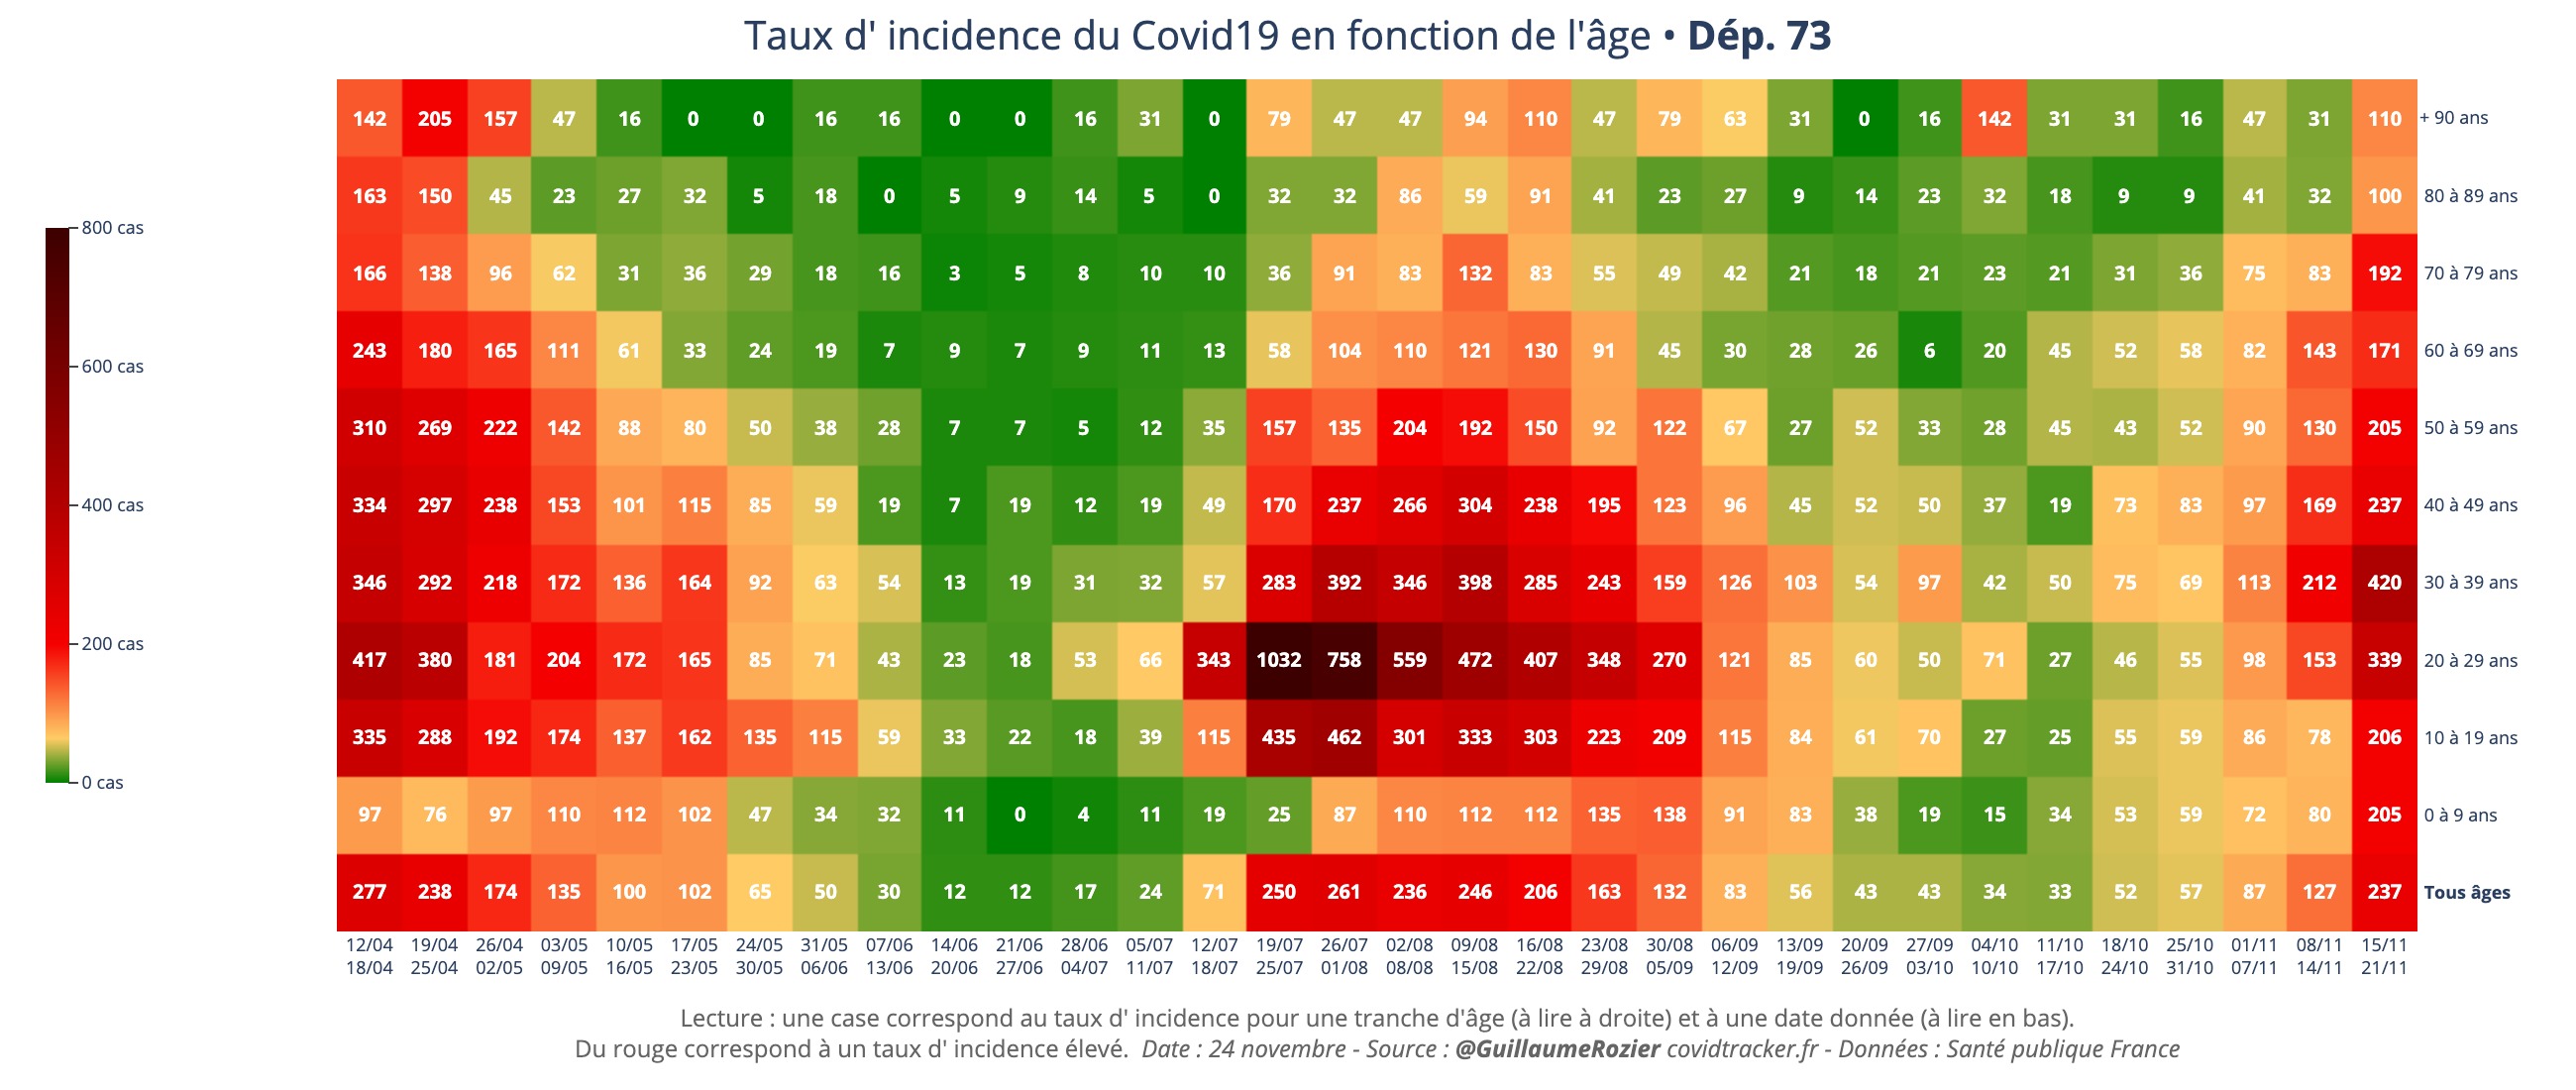 Taux d' incidence du Covid19 en fonction de l'âge • Dép. 73
800 cas
600 cas
400 cas
200 cas
0 cas
142 205 157 47 16 0 0 16 16 0 0 16 31 0 79 47 47 94 110 47 79 63 31 0 16 142 31 31 16 47 31 110 + 90 ans
163 150 45 23 27 32 5 18 0 5 9 14 5 0 32 32 86 59 91 41 23 27 9 14 23 32 18 9 9 41 32 100 80 à 89 ans
166 138 96 62 31 36 29 18 16 3 5 8 10 10 36 91 83 132 83 55 49 42 21 18 21 23 21 31 36 75 83 192 70 à 79 ans
243 180 165 111 61 33 24 19 7 9 7 9 11 13 58 104 110 121 130 91 45 30 28 26 6 20 45 52 58 82 143 171 60 à 69 ans
310 269 222 142 88 80 50 38 28 7 7 5 12 35 157 135 204 192 150 92 122 67 27 52 33 28 45 43 52 90 130 205 50 à 59 ans
334 297 238 153 101 115 85 59 19 7 19 12 19 49 170 237 266 304 238 195 123 96 45 52 50 37 19 73 83 97 169 237 40 à 49 ans
346 292 218 172 136 164 92 63 54 13 19 31 32 57 283 392 346 398 285 243 159 126 103 54 97 42 50 75 69 113 212 420 30 à 39 ans
417 380 181 204 172 165 85 71 43 23 18 53 66 343 1032 758 559 472 407 348 270 121 85 60 50 71 27 46 55 98 153 339 20 à 29 ans
335 288 192 174 137 162 135 115 59 33 22 18 39 115 435 462 301 333 303 223 209 115 84 61 70 27 25 55 59 86 78 206 10 à 19 ans
97 76 97 110 112 102 47 34 32 11 0 4 11 19 25 87 110 112 112 135 138 91 83 38 19 15 34 53 59 72 80 205 0 à 9 ans
277 238 174 135 100 102 65 50 30 12 12 17 24 71 250 261 236 246 206 163 132 83 56 43 43 34 33 52 57 87 127 237 Tous âges
12/04 19/04 26/04 03/05 10/05 17/05 24/05 31/05 07/06 14/06 21/06 28/06 05/07 12/07 19/07 26/07 02/08 09/08 16/08 23/08 30/08 06/09 13/09 20/09 27/09 04/10 11/10 18/10 25/10 01/11 08/11 15/11
18/04 25/04 02/05 09/05 16/05 23/05 30/05 06/06 13/06 20/06 27/06 04/07 11/07 18/07 25/07 01/08 08/08 15/08 22/08 29/08 05/09 12/09 19/09 26/09 03/10 10/10 17/10 24/10 31/10 07/11 14/11 21/11
Lecture : une case correspond au taux d' incidence pour une tranche d'âge (à lire à droite) et à une date donnée (à lire en bas).
Du rouge correspond à un taux d' incidence élevé. Date : 24 novembre - Source : @GuillaumeRozier covidtracker.fr - Données : Santé publique France